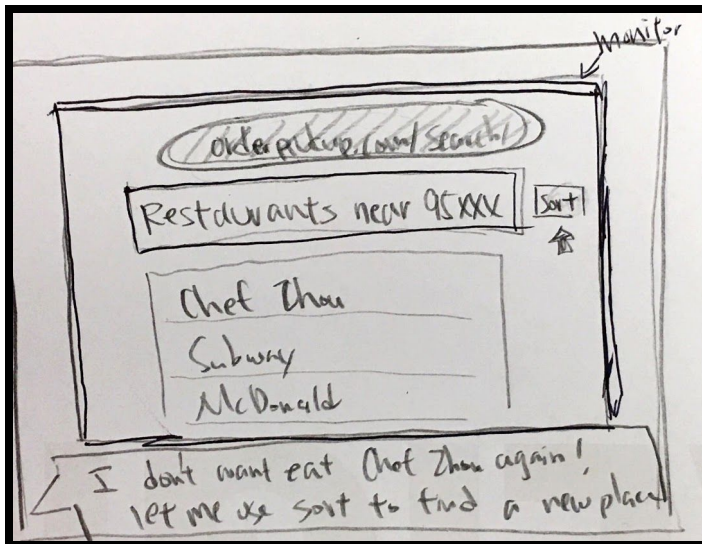 monitor
orderpickup.com/search/
Restaurants near 95XXX
Sort
Chef Zhou
Subway
McDonald
I don't want eat Chef Zhou again!
let me use sort to find a new place!